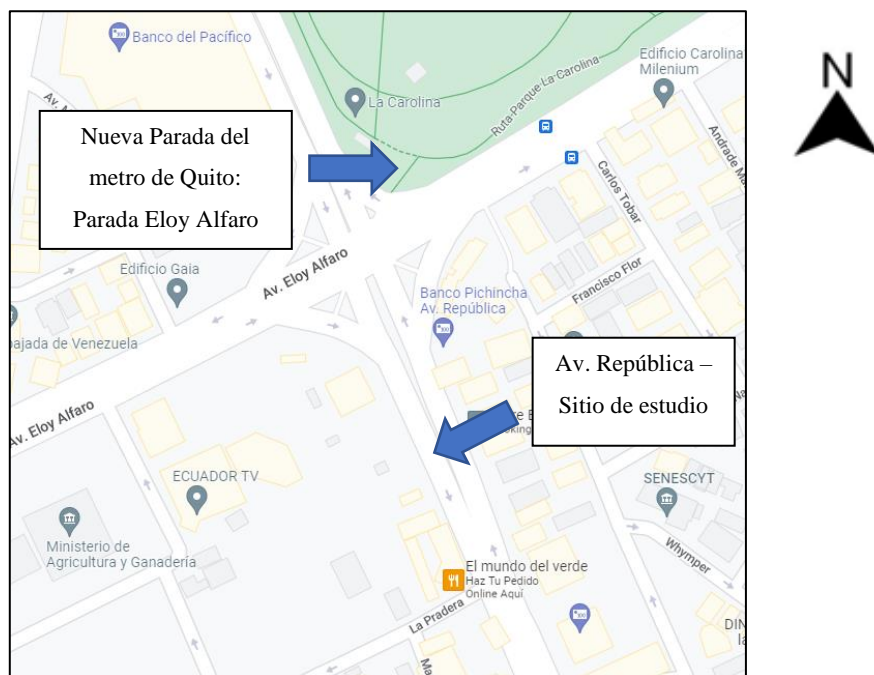 Banco del Pacífico
Edificio Carolina
Milenium
N
La Carolina
Ruta Parque La Carolina
Nueva Parada del
metro de Quito:
Parada Eloy Alfaro
Andrade Ma
Carlos Tobar
Av. Eloy Alfaro
Edificio Gaia
Francisco Flor
Banco Pichincha
Av. República
ajada de Venezuela
Av. República –
Sitio de estudio
Av. Eloy Alfaro
ECUADOR TV
SENESCYT
Ministerio de
Agricultura y Ganadería
Whymper
El mundo del verde
Haz Tu Pedido
Online Aquí
La Pradera
DIN